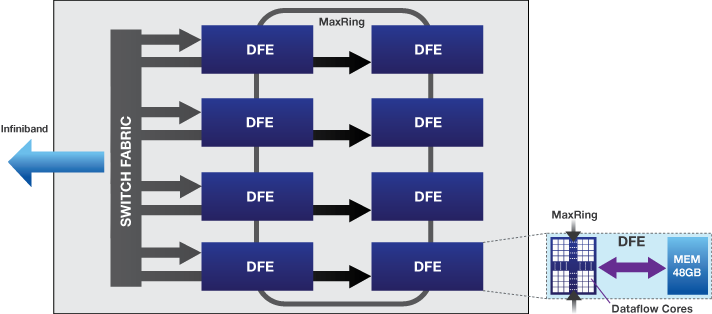 MaxRing
DFE
DFE
DFE
DFE
DFE
DFE
DFE
DFE
SWITCH FABRIC
Infiniband
MaxRing
DFE
MEM
48GB
Dataflow Cores